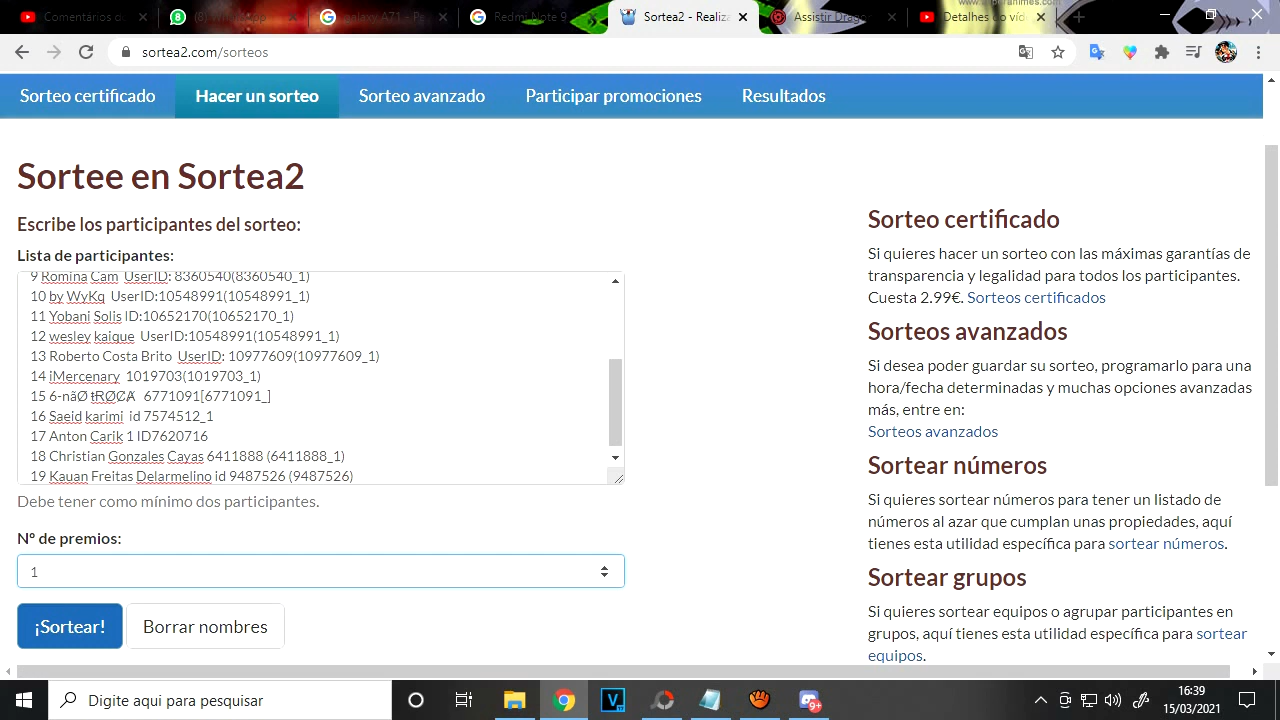 Comentários d
(8) WhatsApp
galaxy A71 - Pe
Redmi Note 9
Sortea2 - Realiza
Assistir Drago
Detalhes do víd
sortea2.com/sorteos
Sorteo certificado
Hacer un sorteo
Sorteo avanzado
Participar promociones
Resultados
Sortee en Sortea2
Escribe los participantes del sorteo:
Lista de participantes:
9 Romina Cam UserID: 8360540(8360540_1)
10 by WyKq UserID:10548991(10548991_1)
11 Yobani Solis ID:10652170(10652170_1)
12 wesley kaique UserID:10548991(10548991_1)
13 Roberto Costa Brito UserID: 10977609(10977609_1)
14 iMercenary 1019703(1019703_1)
15 6-nãØ ŧRØȻȺ 6771091[6771091_]
16 Saeid karimi id 7574512_1
17 Anton Carik 1 ID7620716
18 Christian Gonzales Cayas 6411888 (6411888_1)
19 Kauan Freitas Delarmelino id 9487526 (9487526)
Debe tener como mínimo dos participantes.
Nº de premios:
1
¡Sortear!
Borrar nombres
Sorteo certificado
Si quieres hacer un sorteo con las máximas garantías de
transparencia y legalidad para todos los participantes.
Cuesta 2.99€. Sorteos certificados
Sorteos avanzados
Si desea poder guardar su sorteo, programarlo para una
hora/fecha determinadas y muchas opciones avanzadas
más, entre en:
Sorteos avanzados
Sortear números
Si quieres sortear números para tener un listado de
números al azar que cumplan unas propiedades, aquí
tienes esta utilidad específica para sortear números.
Sortear grupos
Si quieres sortear equipos o agrupar participantes en
grupos, aquí tienes esta utilidad específica para sortear
equipos.
Digite aqui para pesquisar
9+
16:39
15/03/2021